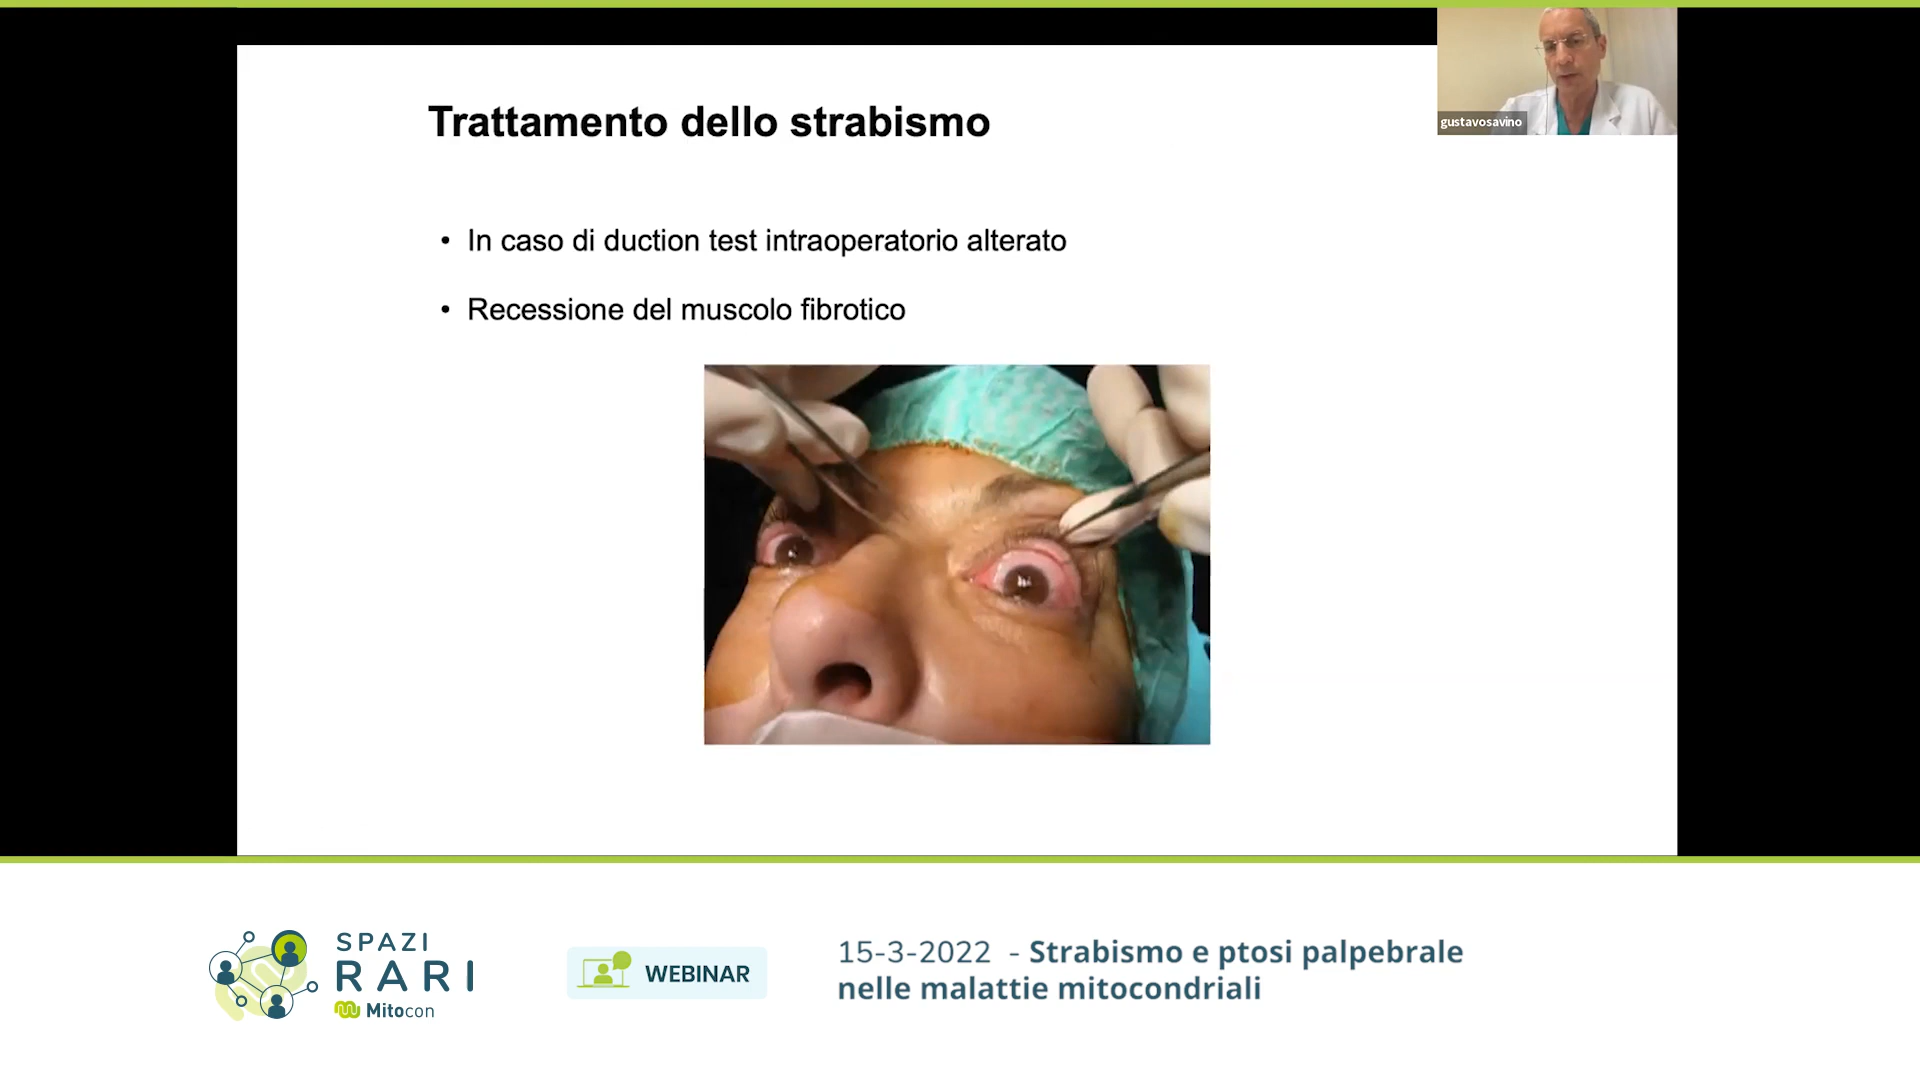 gustavosavino
Trattamento dello strabismo
• In caso di duction test intraoperatorio alterato
• Recessione del muscolo fibrotico
SPAZI
RARI
Mitocon
WEBINAR
15-3-2022 - Strabismo e ptosi palpebrale
nelle malattie mitocondriali